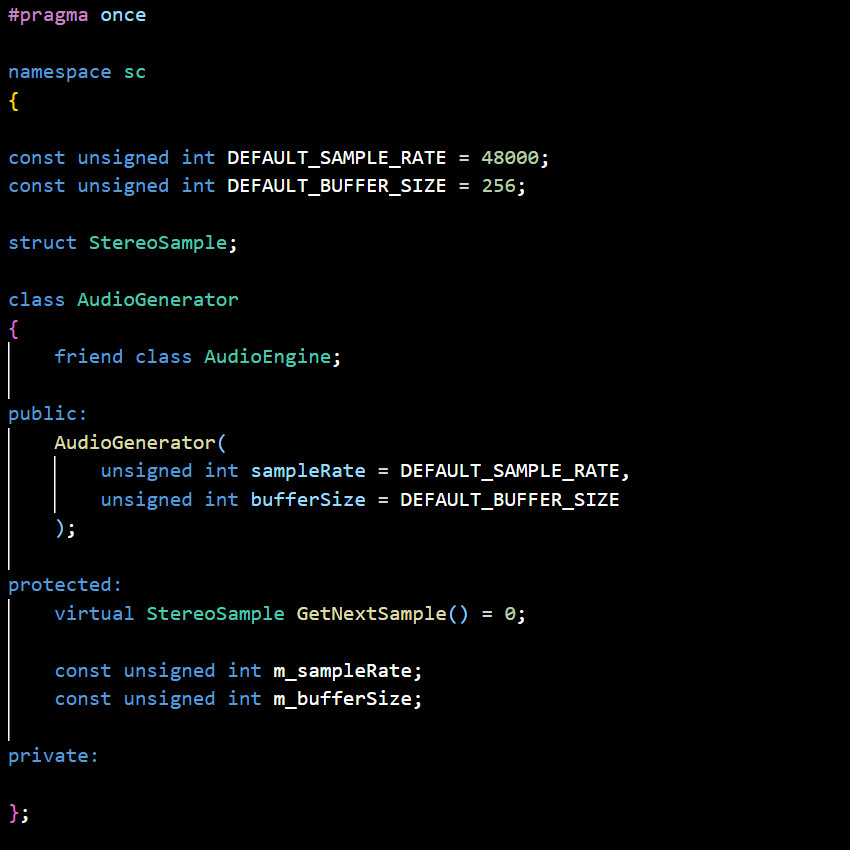 #pragma once
namespace sc
{
const unsigned int DEFAULT_SAMPLE_RATE = 48000;
const unsigned int DEFAULT_BUFFER_SIZE = 256;
struct StereoSample;
class AudioGenerator
{
friend class AudioEngine;
public:
AudioGenerator(
unsigned int sampleRate = DEFAULT_SAMPLE_RATE,
unsigned int bufferSize = DEFAULT_BUFFER_SIZE
);
protected:
virtual StereoSample GetNextSample() = 0;
const unsigned int m_sampleRate;
const unsigned int m_bufferSize;
private:
};